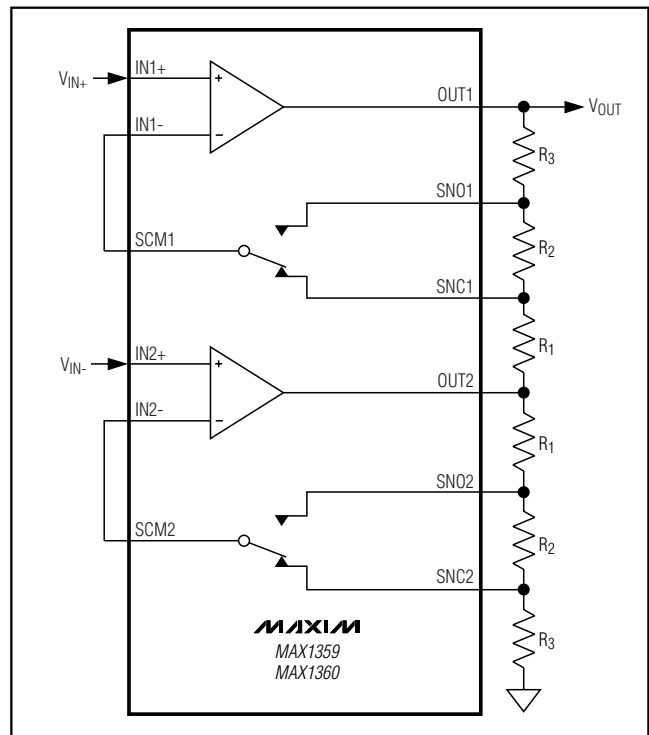 VIN+
IN1+
+
OUT1
VOUT
IN1-
−
R3
SNO1
SCM1
R2
SNC1
R1
VIN-
IN2+
+
OUT2
IN2-
−
R1
SNO2
SCM2
R2
SNC2
MAXIM
MAX1359
MAX1360
R3